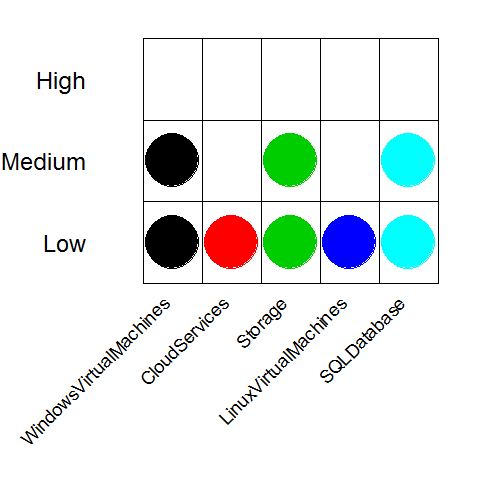 High
Medium
Low
WindowsVirtualMachines
CloudServices
Storage
LinuxVirtualMachines
SQLDatabase